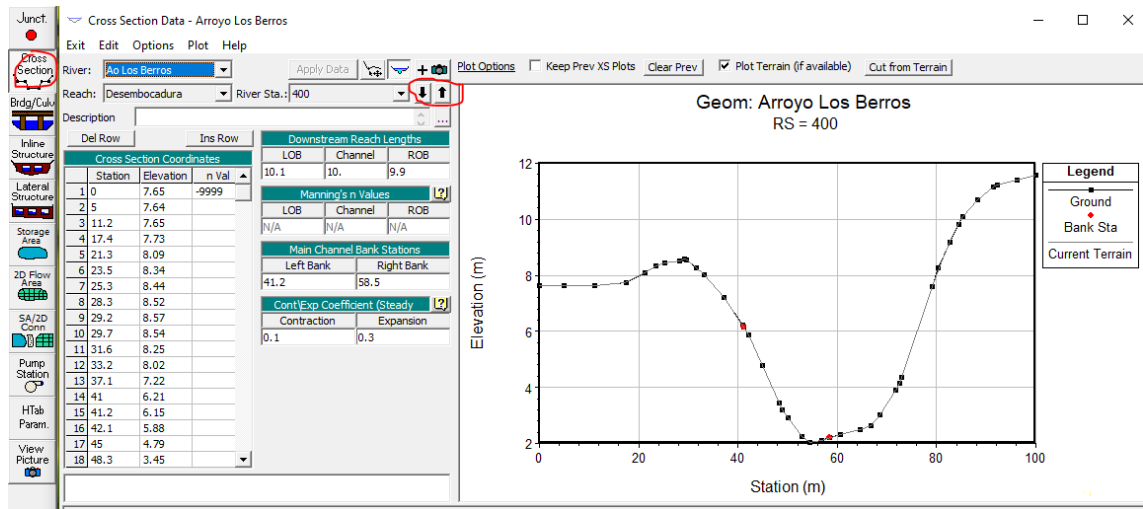 Junct.
Cross Section Data - Arroyo Los Berros
Exit Edit Options Plot Help
Cross
Section
River: Ao Los Berros
Apply Data
Plot Options
Keep Prev XS Plots
Clear Prev
Plot Terrain (if available)
Cut from Terrain
Reach: Desembocadura
River Sta.: 400
Description
...
Brdg/Culv
Inline
Structure
Lateral
Structure
Storage
Area
2D Flow
Area
SA/2D
Conn
Pump
Station
HTab
Param.
View
Picture
Del Row
Ins Row
Cross Section Coordinates
Station Elevation n Val
1 0 7.65 -9999
2 5 7.64
3 11.2 7.65
4 17.4 7.73
5 21.3 8.09
6 23.5 8.34
7 25.3 8.44
8 28.3 8.52
9 29.2 8.57
10 29.7 8.54
11 31.6 8.25
12 33.2 8.02
13 37.1 7.22
14 41 6.21
15 41.2 6.15
16 42.1 5.88
17 45 4.79
18 48.3 3.45
Downstream Reach Lengths
LOB Channel ROB
10.1 10. 9.9
Manning's n Values
LOB Channel ROB
N/A N/A N/A
Main Channel Bank Stations
Left Bank Right Bank
41.2 58.5
Cont\Exp Coefficient (Steady
Contraction Expansion
0.1 0.3
Geom: Arroyo Los Berros
RS = 400
12
10
8
6
4
2
Elevation (m)
0 20 40 60 80 100
Station (m)
Legend
Ground
Bank Sta
Current Terrain